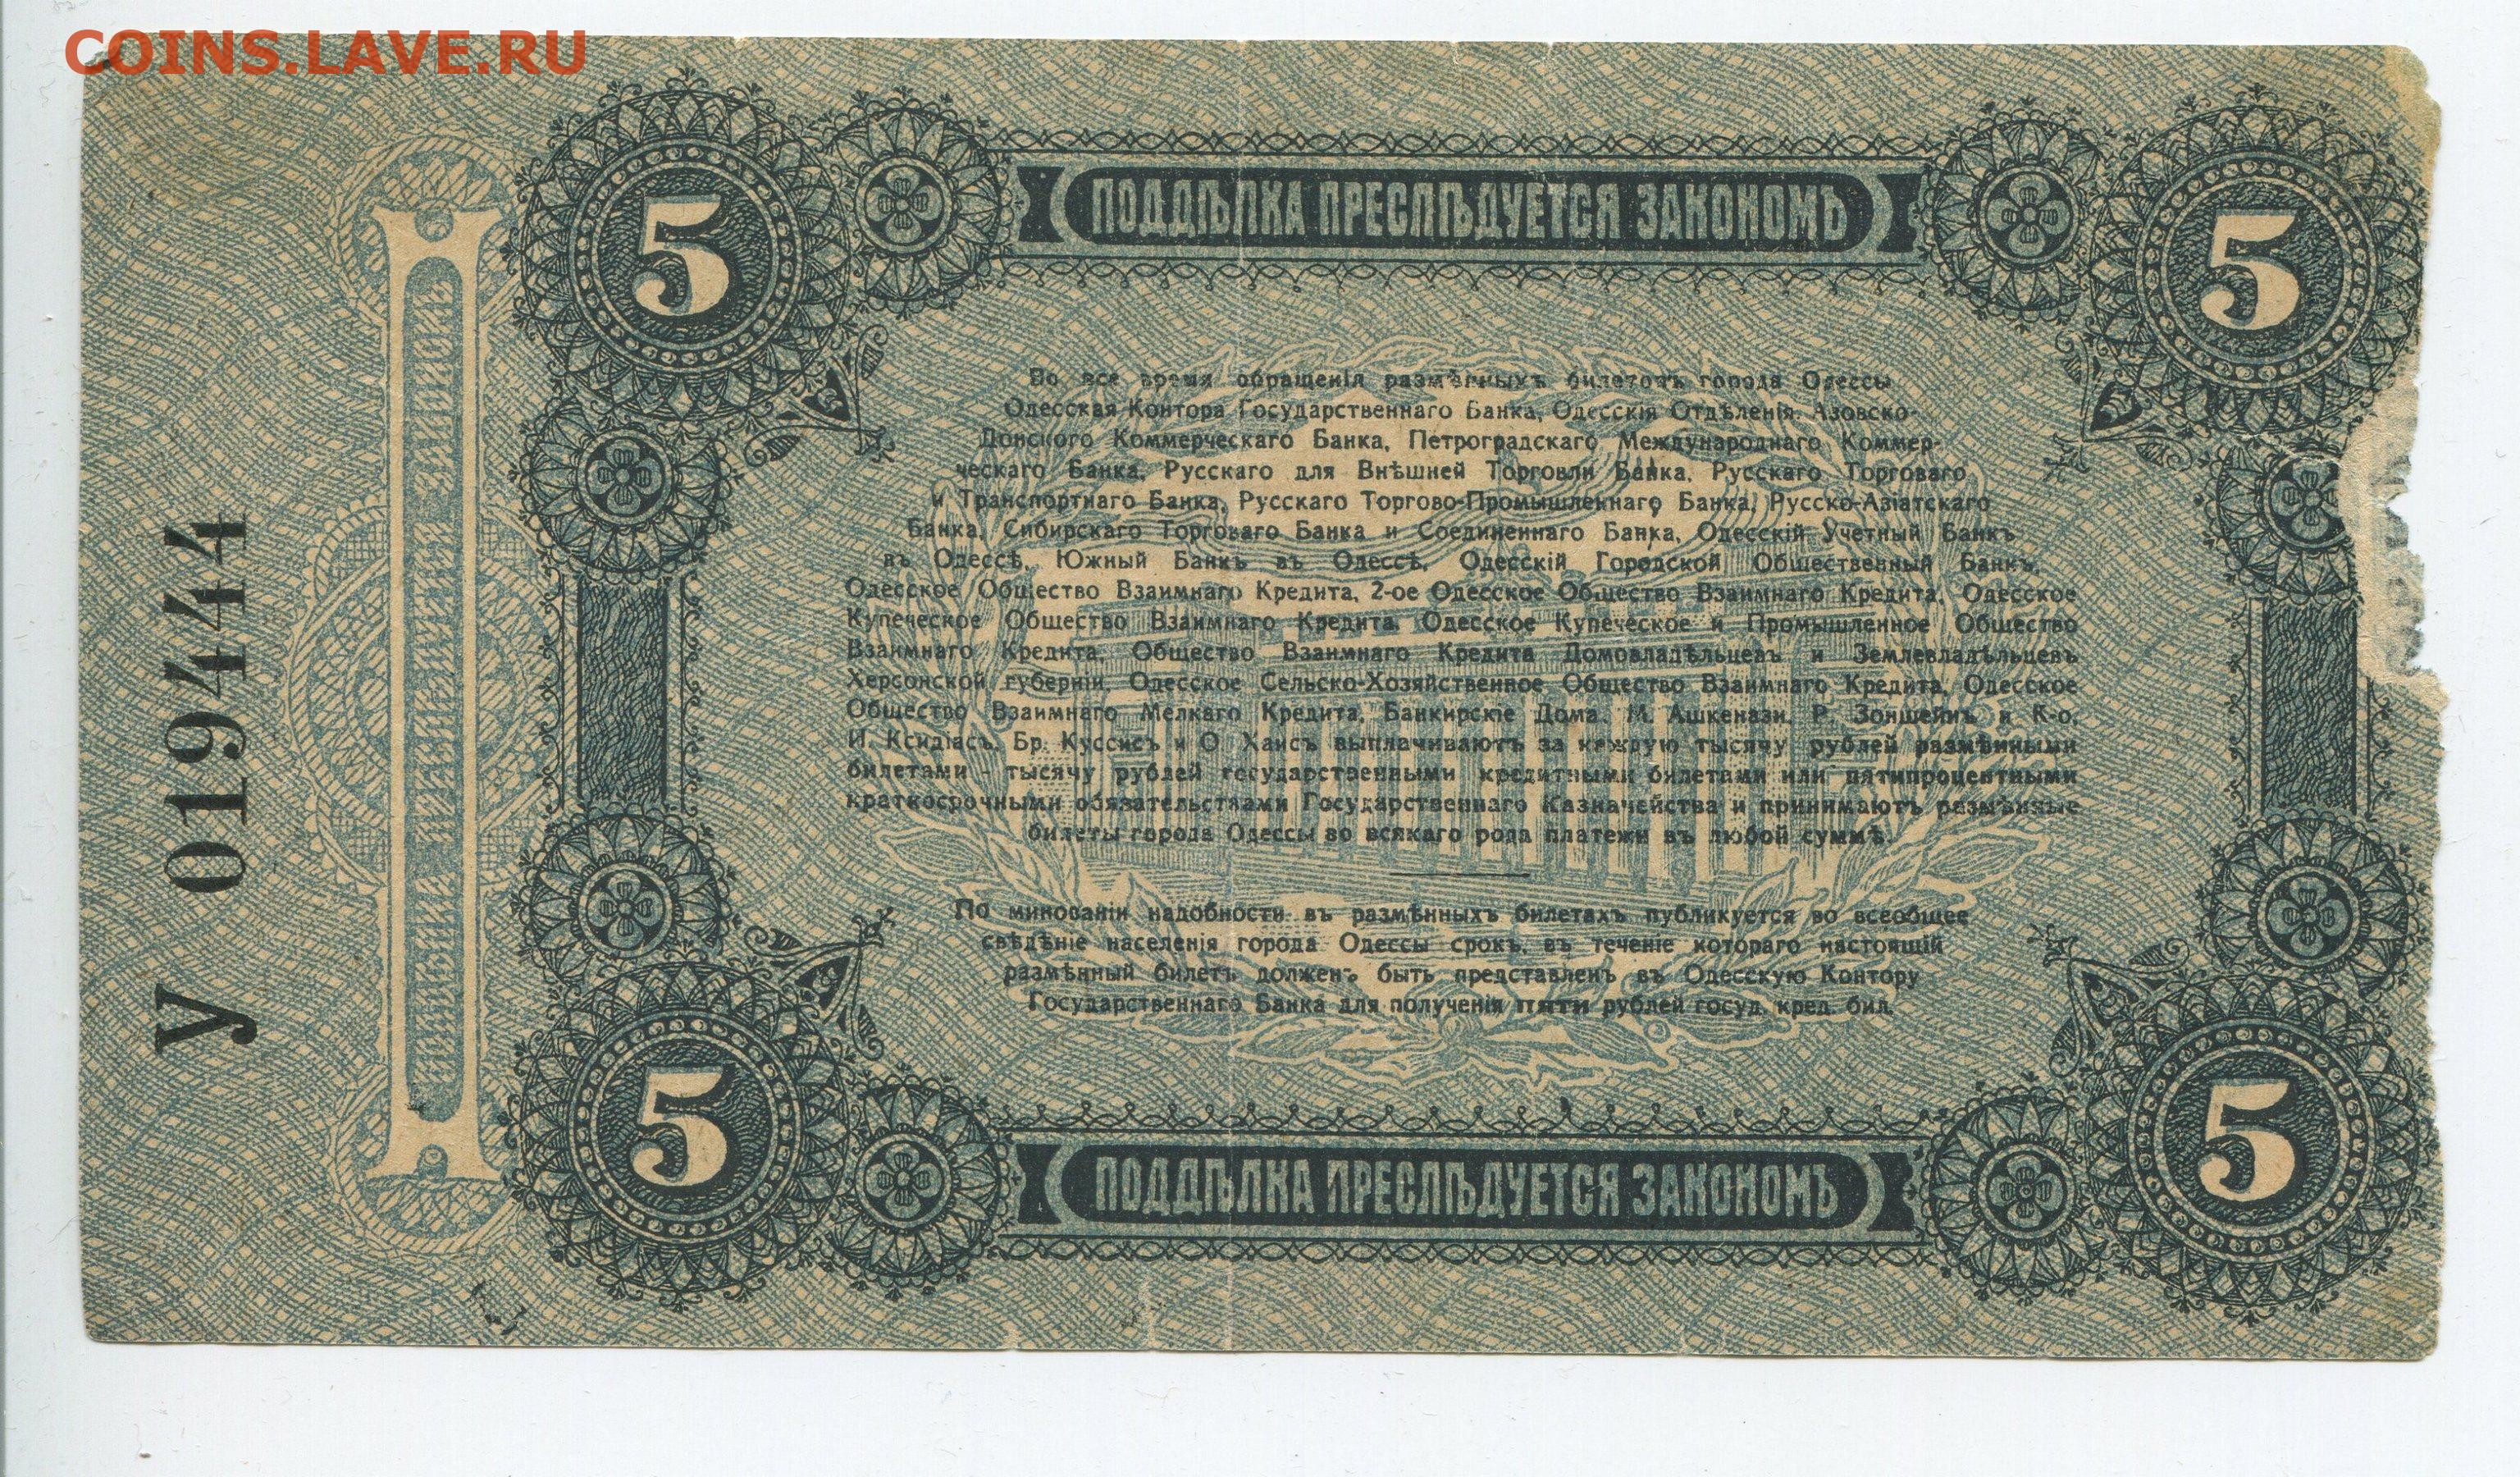 COINS.LAVE.RU
5
5
ПОДДѢЛКА ПРЕСЛѢДУЕТСЯ ЗАКОНОМЪ
Во все время обращенія размѣнныхъ билетовъ города Одессы
Одесская Контора Государственнаго Банка, Одесскія Отдѣленія: Азовско-
Донского Коммерческаго Банка, Петроградскаго Международнаго Коммер-
ческаго Банка, Русскаго для Внѣшней Торговли Банка, Русскаго Торговаго
и Транспортнаго Банка, Русскаго Торгово-Промышленнаго Банка, Русско-Азіатскаго
Банка, Сибирскаго Торговаго Банка и Соединеннаго Банка, Одесскій Учетный Банкъ
въ Одессѣ, Южный Банкъ въ Одессѣ, Одесскій Городской Общественный Банкъ,
Одесское Общество Взаимнаго Кредита, 2-ое Одесское Общество Взаимнаго Кредита, Одесское
Купеческое Общество Взаимнаго Кредита, Одесское Купеческое и Промышленное Общество
Взаимнаго Кредита, Общество Взаимнаго Кредита Домовладѣльцевъ и Землевладѣльцевъ
Херсонской губерніи, Одесское Сельско-Хозяйственное Общество Взаимнаго Кредита, Одесское
Общество Взаимнаго Мелкаго Кредита, Банкирскіе Дома: М. Ашкенази, Р. Зонштейнъ и К-о,
И. Ксидіасъ, Бр. Куссисъ и О. Хаисъ выплачиваютъ за каждую тысячу рублей размѣнными
билетами - тысячу рублей государственными кредитными билетами или пятипроцентными
краткосрочными обязательствами Государственнаго Казначейства и принимаютъ размѣнные
билеты города Одессы во всякаго рода платежи въ любой суммѣ.
По минованіи надобности въ размѣнныхъ билетахъ публикуется во всеобщее
свѣдѣніе населенія города Одессы срокъ, въ теченіе котораго настоящій
размѣнный билетъ долженъ быть представленъ въ Одесскую Контору
Государственнаго Банка для полученія пяти рублей госуд. кред. бил.
5
5
ПОДДѢЛКА ПРЕСЛѢДУЕТСЯ ЗАКОНОМЪ
У 019444